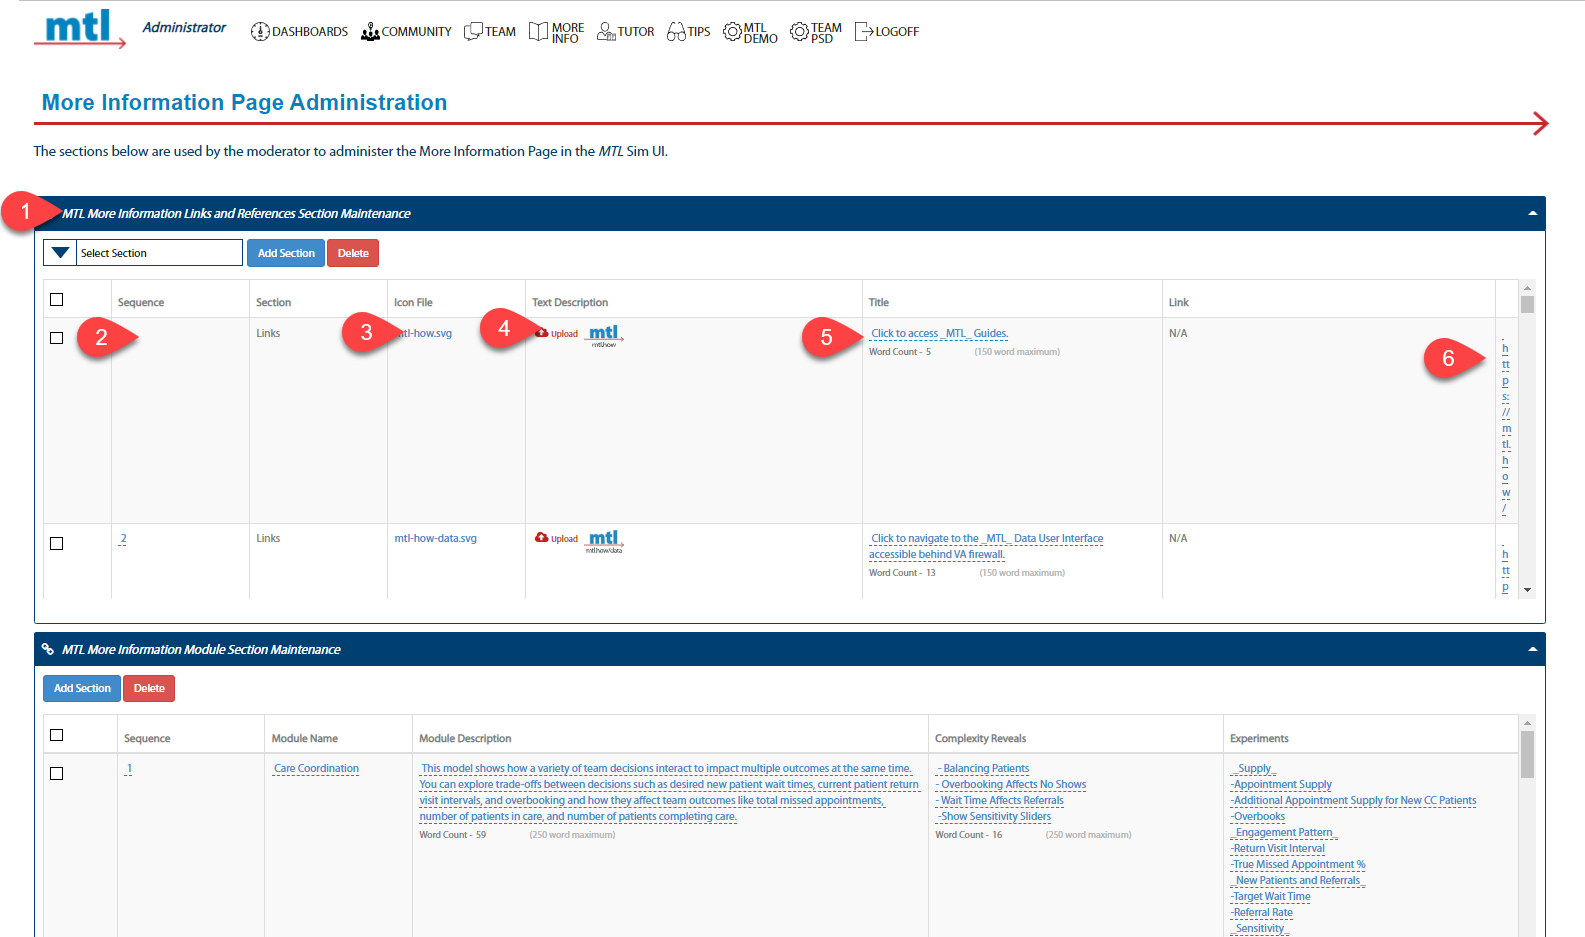 mtl
Administrator
DASHBOARDS
COMMUNITY
TEAM
MORE INFO
TUTOR
TIPS
MTL DEMO
TEAM PSD
LOGOFF
More Information Page Administration
The sections below are used by the moderator to administer the More Information Page in the MTL Sim UI.
1
MTL More Information Links and References Section Maintenance
Select Section
Add Section
Delete
Sequence
Section
Icon File
Text Description
Title
Link
2
Links
3
mtl-how.svg
4
Upload
mtl
mtl.how
5
Click to access _MTL_ Guides.
Word Count - 5 (150 word maximum)
N/A
6
h
tt
p
s:
//
m
tl.
h
o
w
/
2
Links
mtl-how-data.svg
Upload
mtl
mtl.how/data
Click to navigate to the _MTL_ Data User Interface
accessible behind VA firewall.
Word Count - 13 (150 word maximum)
N/A
h
tt
p
MTL More Information Module Section Maintenance
Add Section
Delete
Sequence
Module Name
Module Description
Complexity Reveals
Experiments
1
Care Coordination
This model shows how a variety of team decisions interact to impact multiple outcomes at the same time.
You can explore trade-offs between decisions such as desired new patient wait times, current patient return
visit intervals, and overbooking and how they affect team outcomes like total missed appointments,
number of patients in care, and number of patients completing care.
Word Count - 59 (250 word maximum)
- Balancing Patients
- Overbooking Affects No Shows
- Wait Time Affects Referrals
-Show Sensitivity Sliders
Word Count - 16 (250 word maximum)
_Supply_
-Appointment Supply
-Additional Appointment Supply for New CC Patients
-Overbooks
_Engagement Pattern_
-Return Visit Interval
-True Missed Appointment %
_New Patients and Referrals_
-Target Wait Time
-Referral Rate
_Sensitivity_